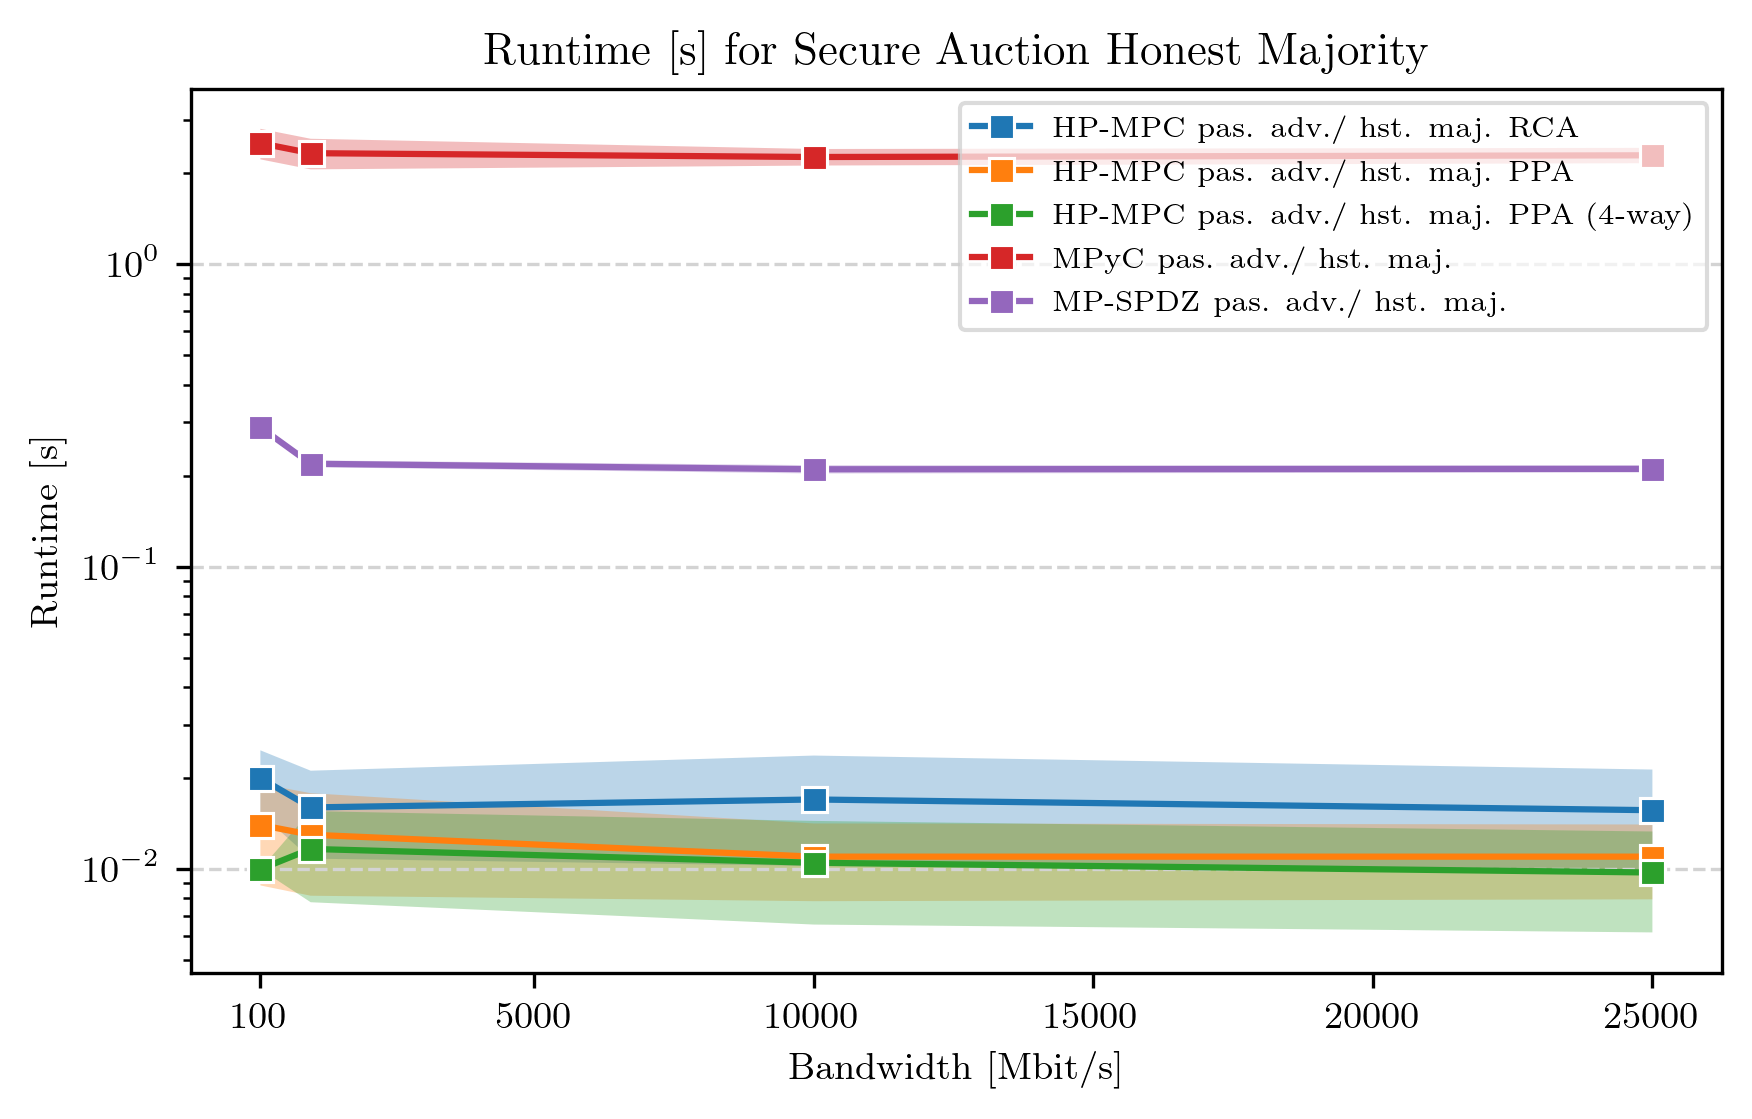 Runtime [s] for Secure Auction Honest Majority
HP-MPC pas. adv./ hst. maj. RCA
HP-MPC pas. adv./ hst. maj. PPA
HP-MPC pas. adv./ hst. maj. PPA (4-way)
MPyC pas. adv./ hst. maj.
MP-SPDZ pas. adv./ hst. maj.
Runtime [s]
10⁰
10⁻¹
10⁻²
100 5000 10000 15000 20000 25000
Bandwidth [Mbit/s]